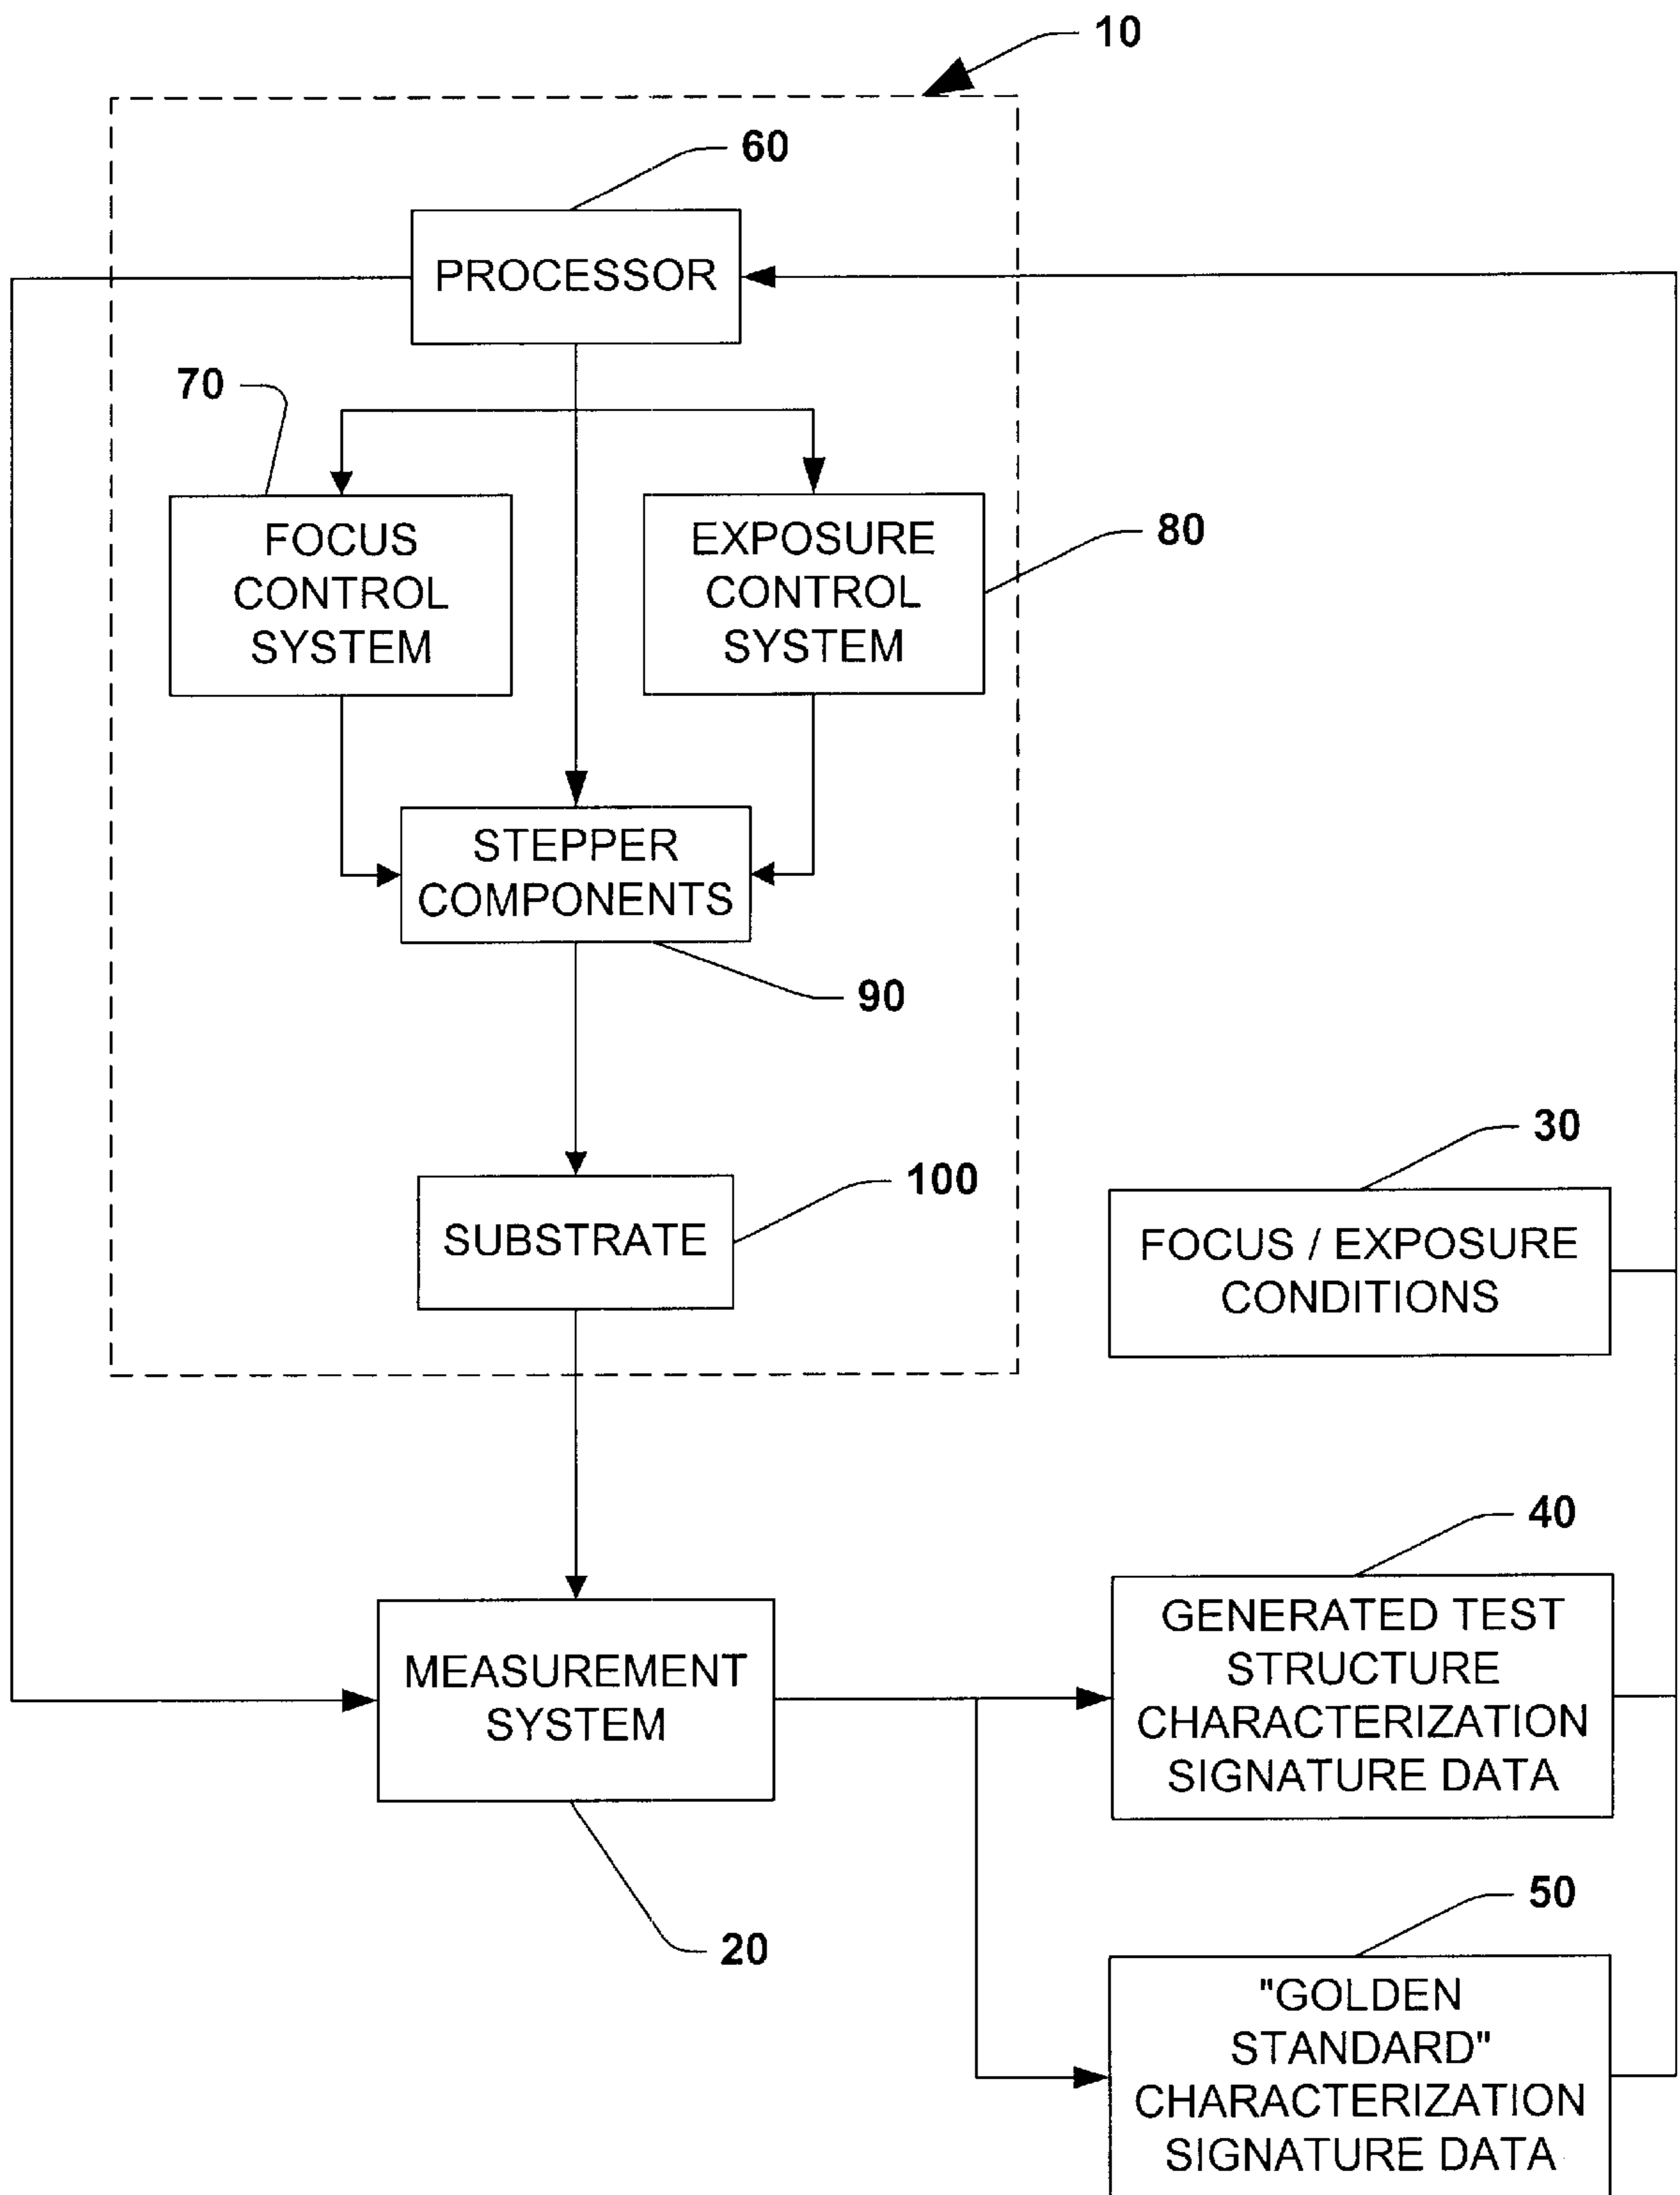 10
60
PROCESSOR
70
FOCUS
CONTROL
SYSTEM
EXPOSURE
CONTROL
SYSTEM
80
STEPPER
COMPONENTS
90
100
SUBSTRATE
30
FOCUS / EXPOSURE
CONDITIONS
40
MEASUREMENT
SYSTEM
20
GENERATED TEST
STRUCTURE
CHARACTERIZATION
SIGNATURE DATA
50
"GOLDEN
STANDARD"
CHARACTERIZATION
SIGNATURE DATA